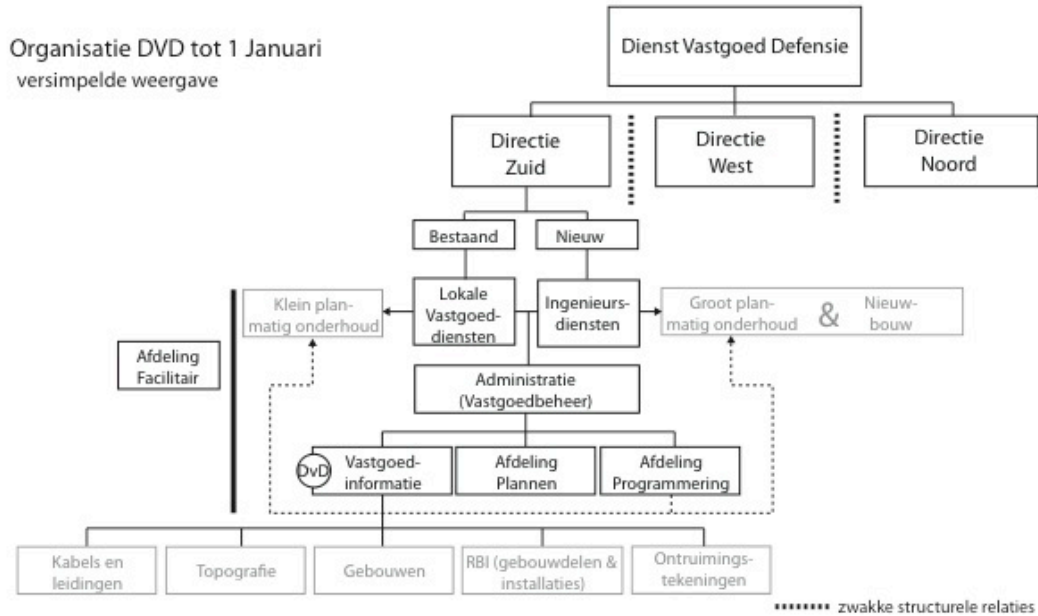 Organisatie DVD tot 1 Januari
versimpelde weergave
Dienst Vastgoed Defensie
Directie
Zuid
Directie
West
Directie
Noord
Bestaand
Nieuw
Klein plan-
matig onderhoud
Lokale
Vastgoed-
diensten
Ingenieurs-
diensten
Groot plan-
matig onderhoud
&
Nieuw-
bouw
Afdeling
Facilitair
Administratie
(Vastgoedbeheer)
DvD
Vastgoed-
informatie
Afdeling
Plannen
Afdeling
Programmering
Kabels en
leidingen
Topografie
Gebouwen
RBI (gebouwdelen &
installaties)
Ontruimings-
tekeningen
zwakke structurele relaties